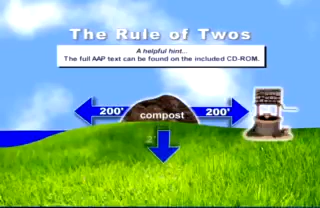 The Rule of Twos
A helpful hint...
The full AAP text can be found on the included CD-ROM.
200' compost 200'